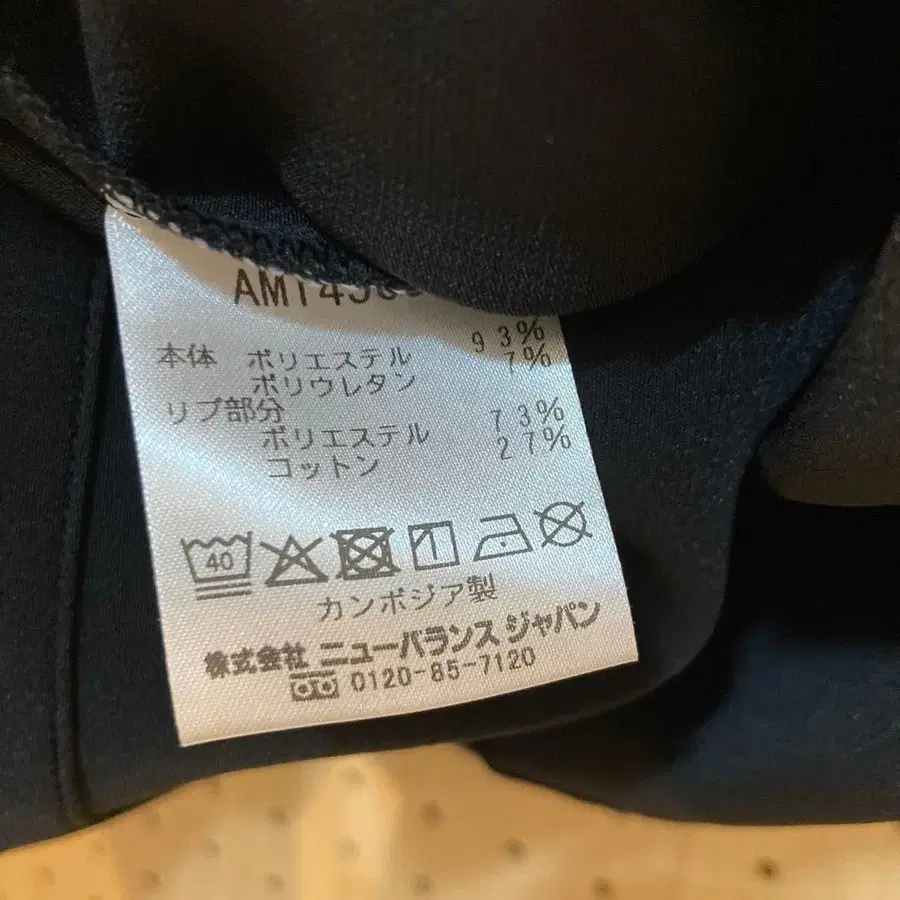 本体 ポリエステル 93%
ポリウレタン 7%
リブ部分
ポリエステル 73%
コットン 27%
40
カンボジア製
株式会社 ニューバランス ジャパン
0120-85-7120